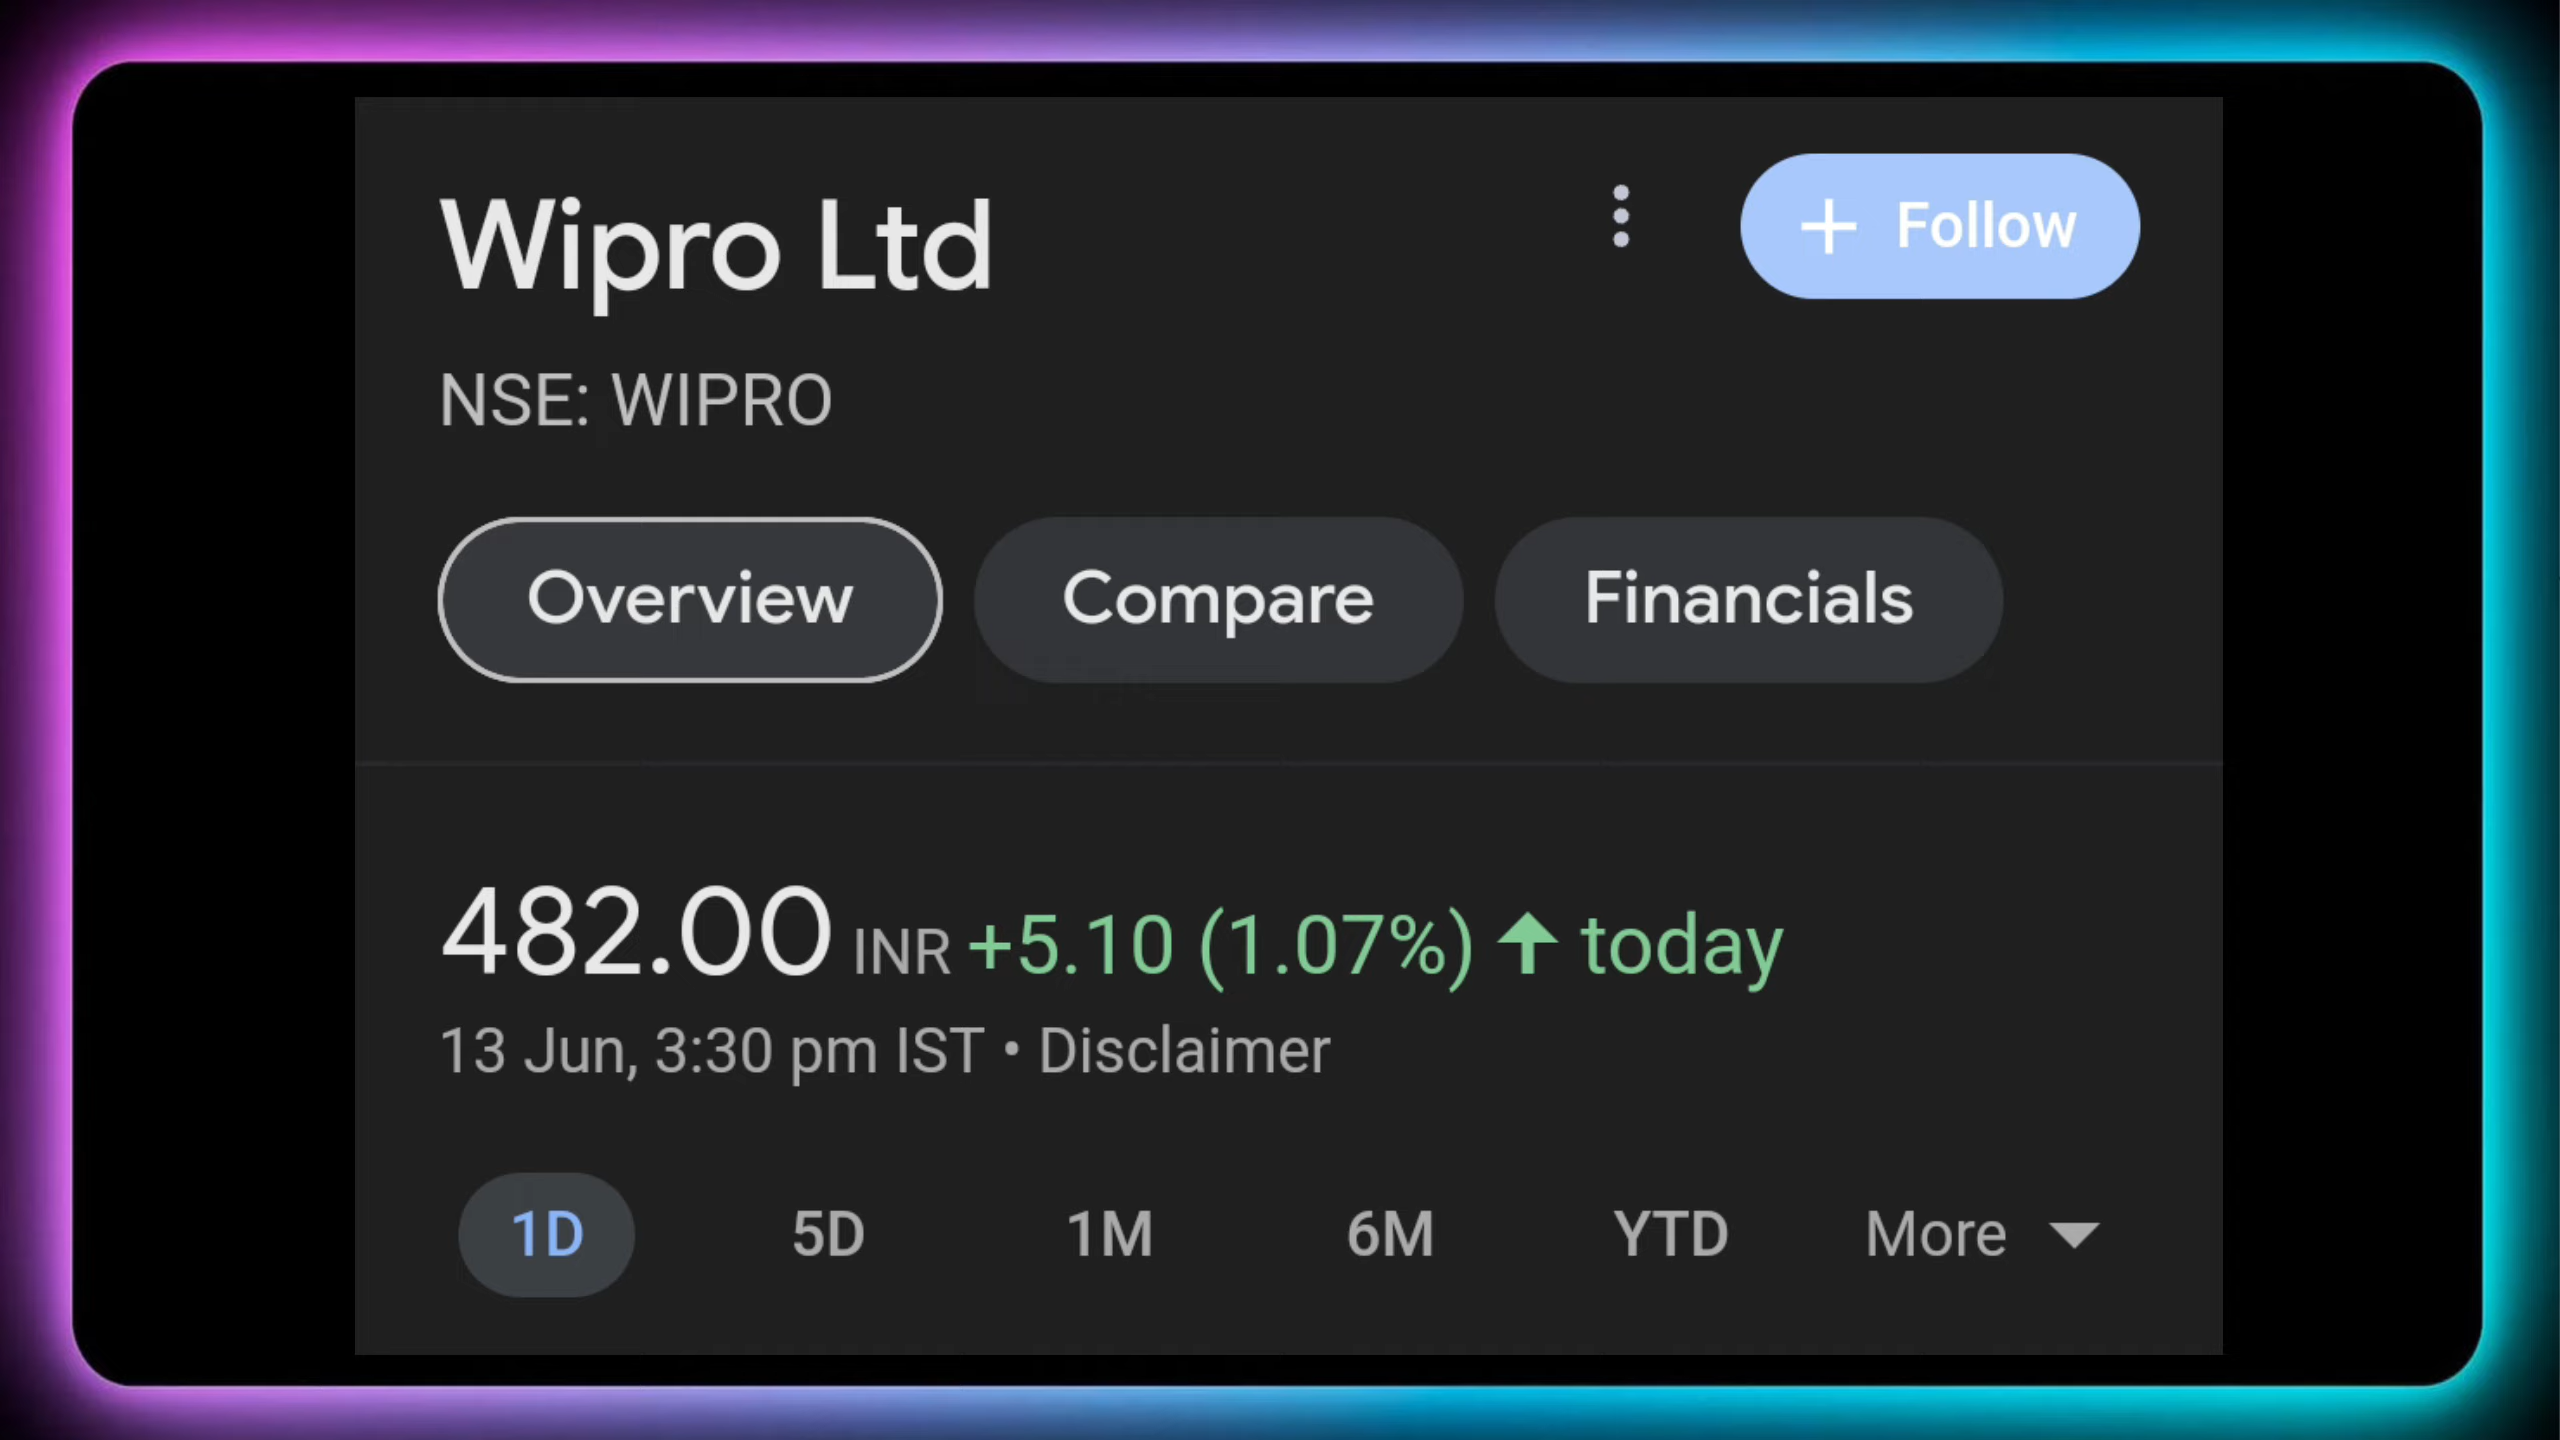 Wipro Ltd
+ Follow
NSE: WIPRO
Overview
Compare
Financials
482.00 INR +5.10 (1.07%) ↑ today
13 Jun, 3:30 pm IST • Disclaimer
1D 5D 1M 6M YTD More